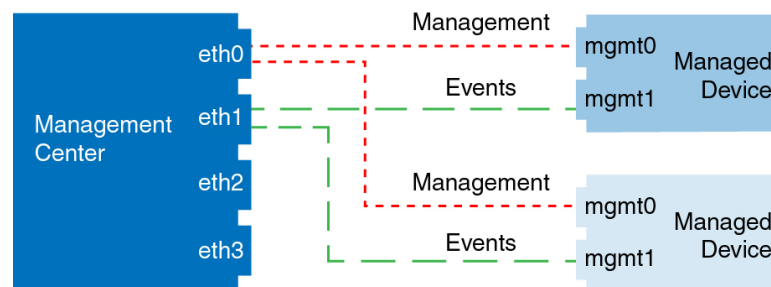 Management
Center
eth0
eth1
eth2
eth3
Management
Events
Management
Events
mgmt0
mgmt1
Managed
Device
mgmt0
mgmt1
Managed
Device